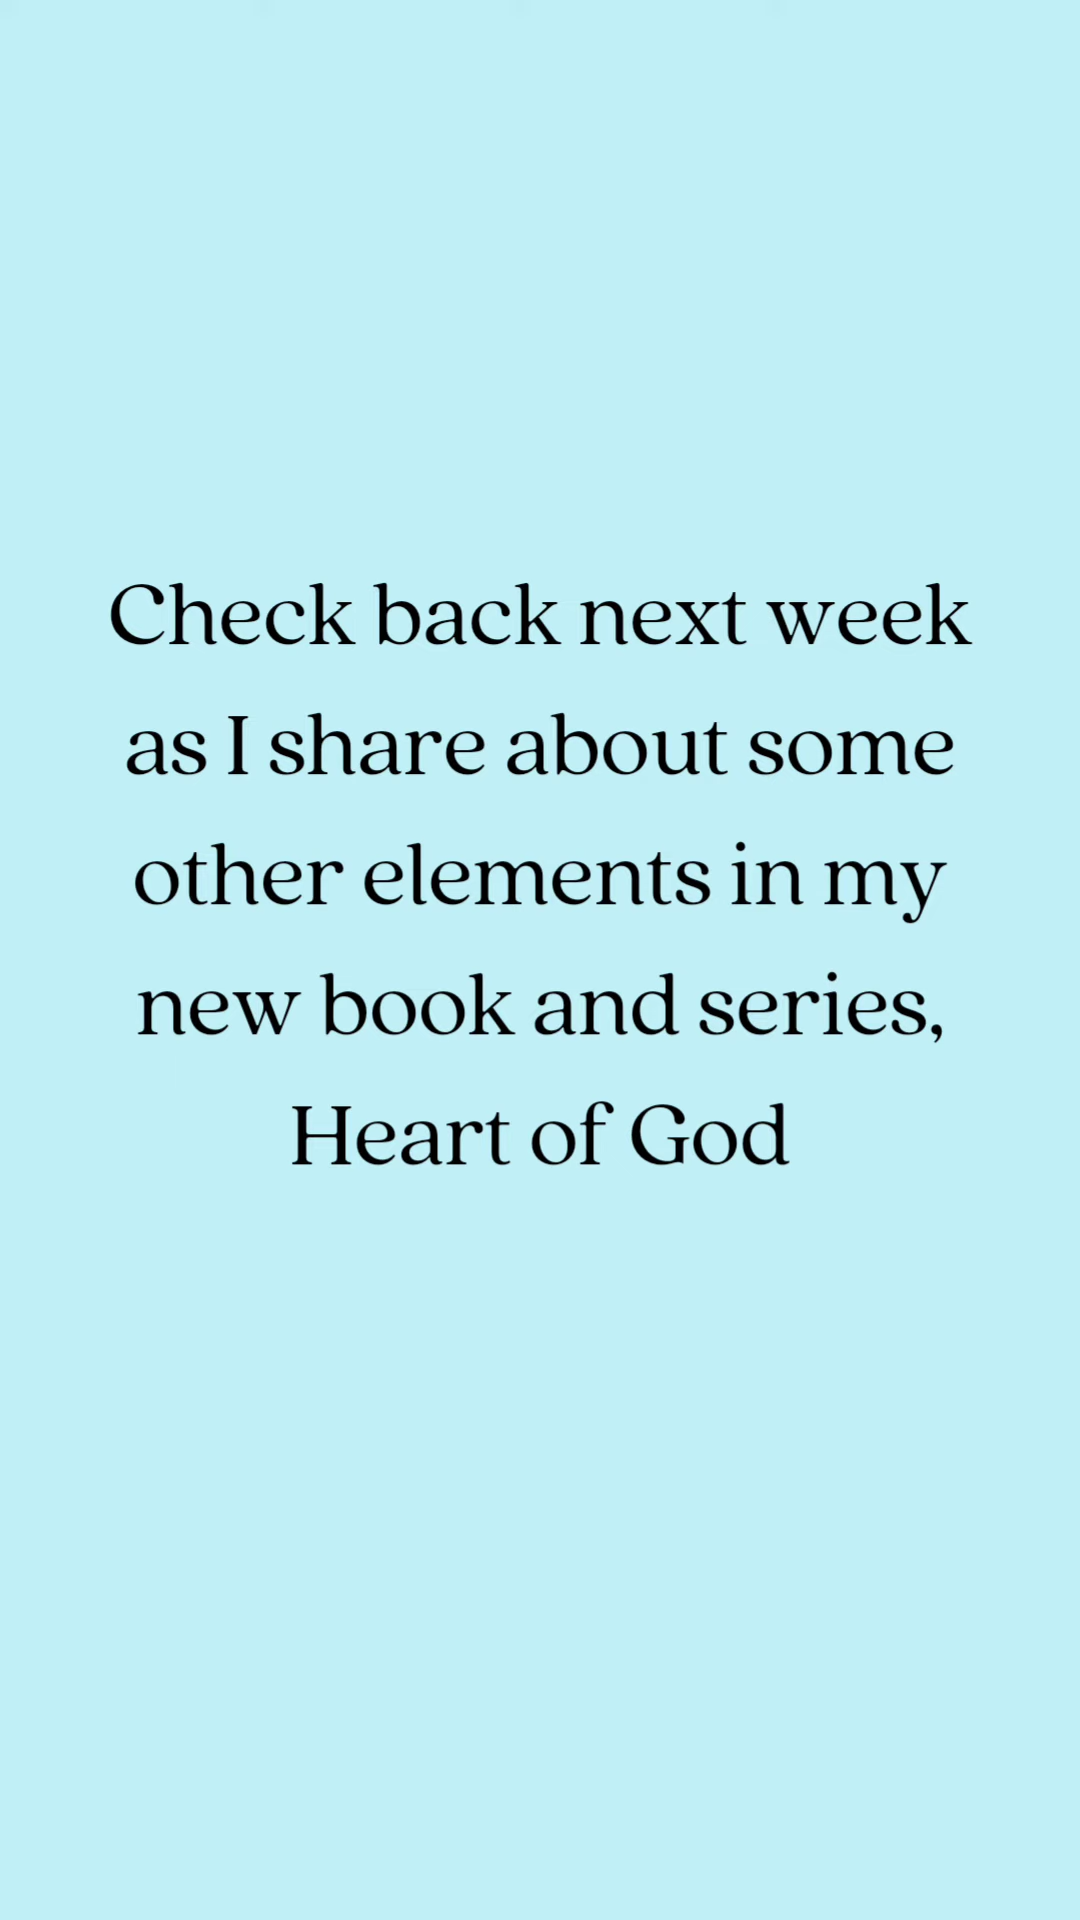 Check back next week
as I share about some
other elements in my
new book and series,
Heart of God